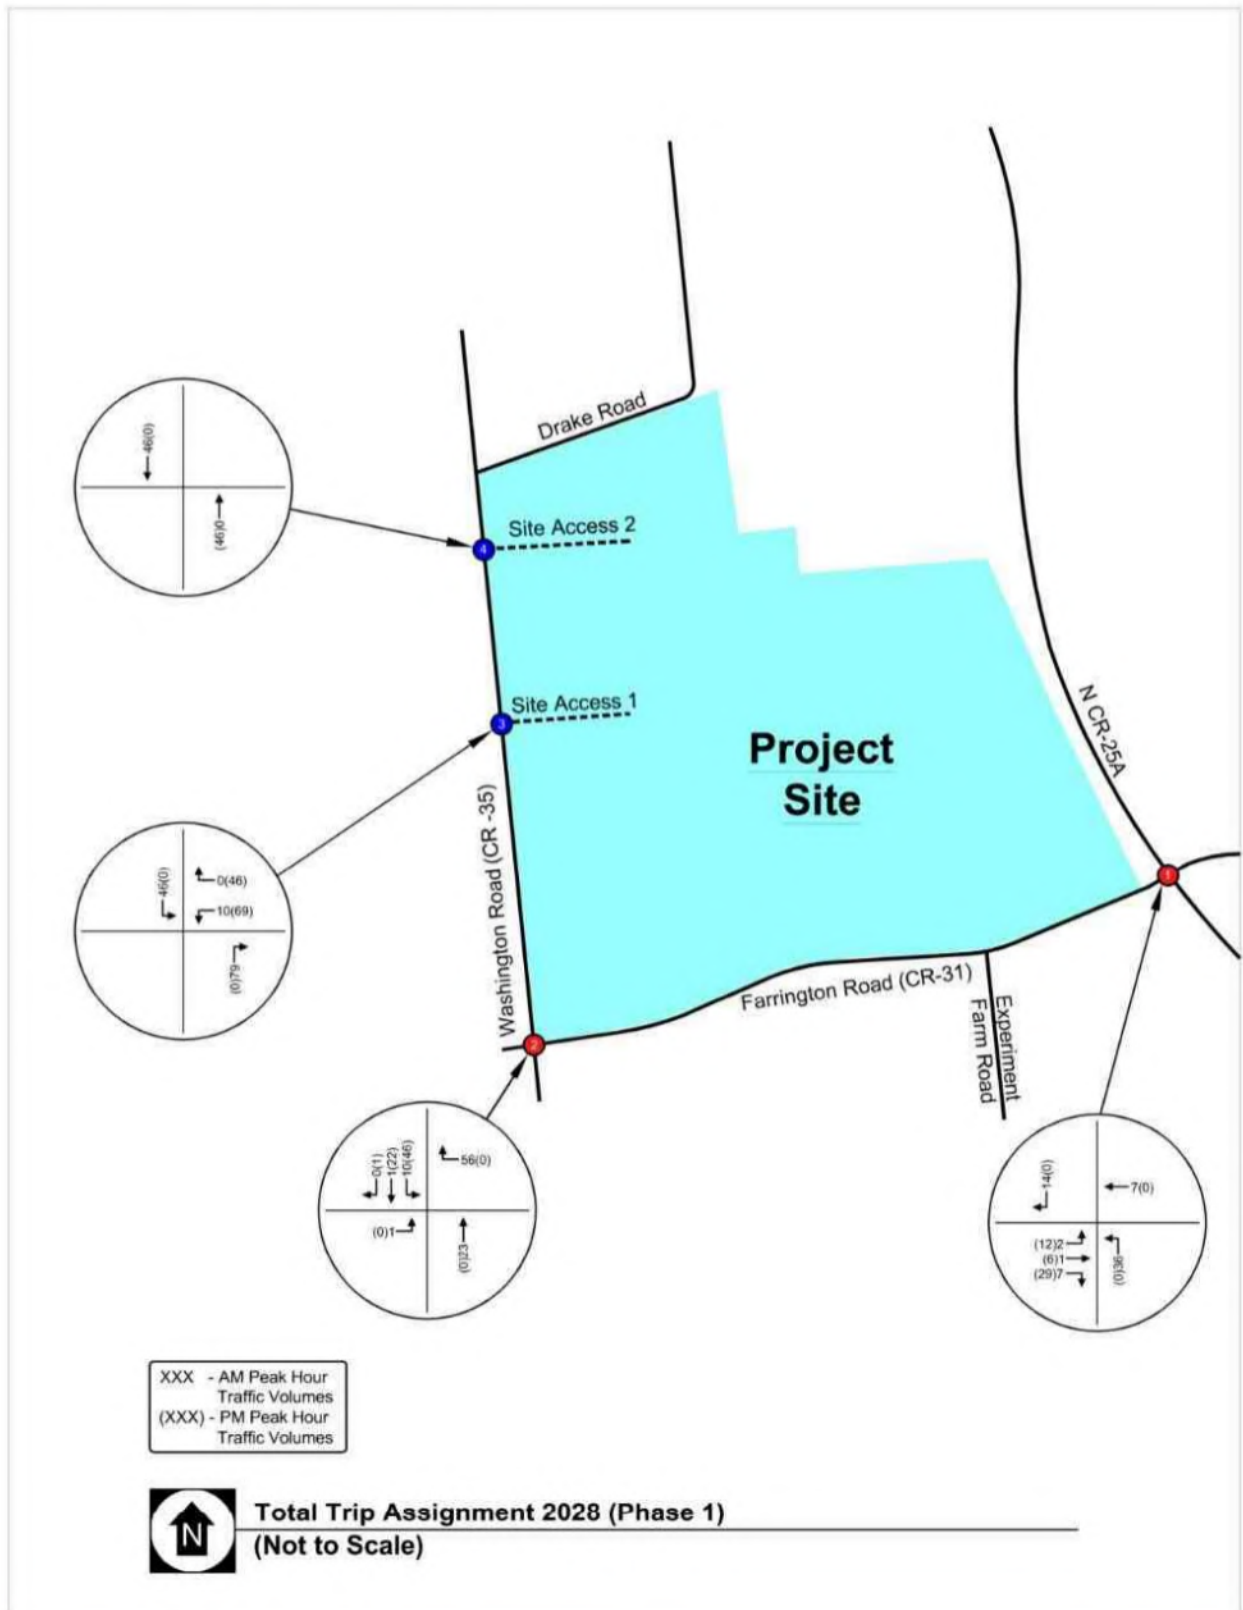 Drake Road
46(0)
(46)0
4
Site Access 2
3
Site Access 1
N CR-25A
Project
Site
46(0)
0(46)
10(69)
(0)79
Washington Road (CR -35)
1
Farrington Road (CR-31)
Experiment
Farm Road
2
0(1)
1(22)
10(46)
56(0)
(0)1
(0)23
14(0)
7(0)
(12)2
(6)1
(29)7
(0)36
XXX - AM Peak Hour
Traffic Volumes
(XXX) - PM Peak Hour
Traffic Volumes
N
Total Trip Assignment 2028 (Phase 1)
(Not to Scale)